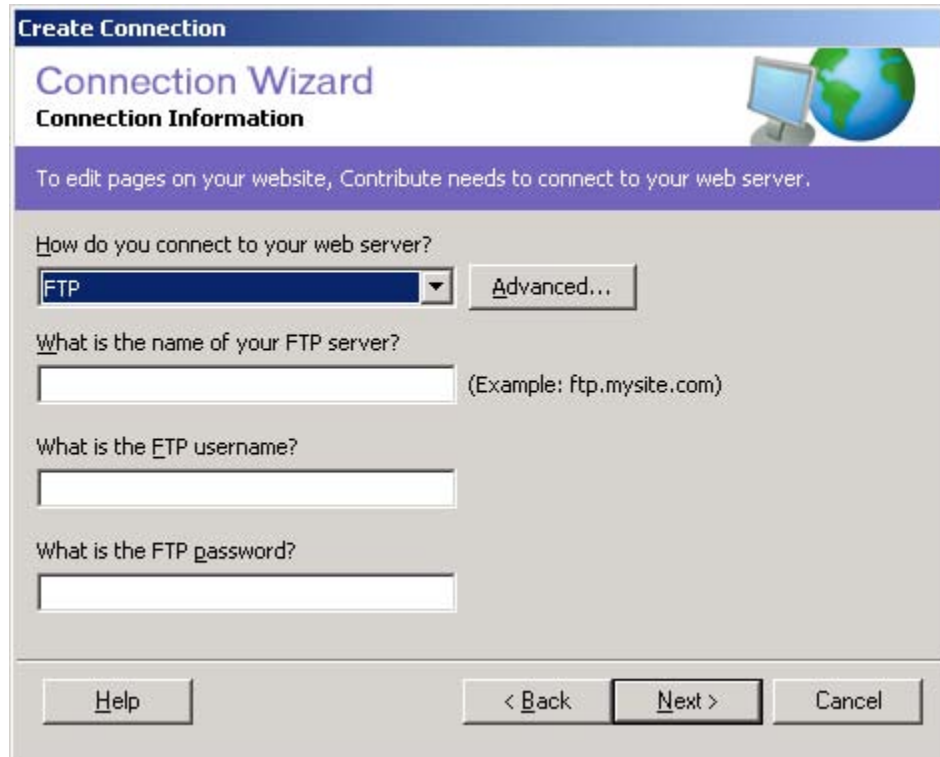 Create Connection
Connection Wizard
Connection Information
To edit pages on your website, Contribute needs to connect to your web server.
How do you connect to your web server?
FTP
Advanced...
What is the name of your FTP server?
(Example: ftp.mysite.com)
What is the FTP username?
What is the FTP password?
Help
< Back
Next >
Cancel